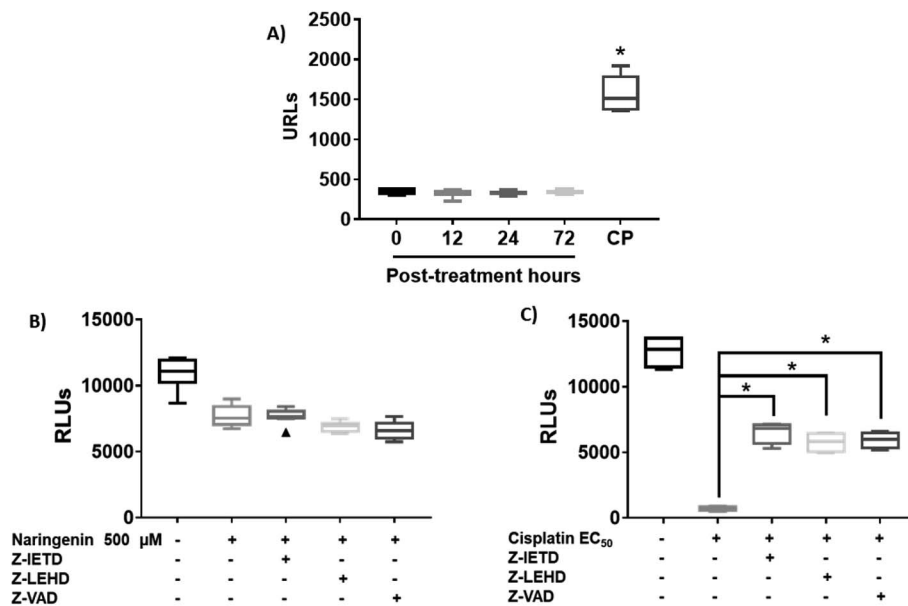 A)
2500
2000
1500
1000
500
0
URLs
*
0 12 24 72 CP
Post-treatment hours
B)
15000
10000
5000
0
RLUs
Naringenin 500 µM - + + + +
Z-IETD - - + - -
Z-LEHD - - - + -
Z-VAD - - - - +
C)
15000
10000
5000
0
RLUs
*
*
*
Cisplatin EC50 - + + + +
Z-IETD - - + - -
Z-LEHD - - - + -
Z-VAD - - - - +